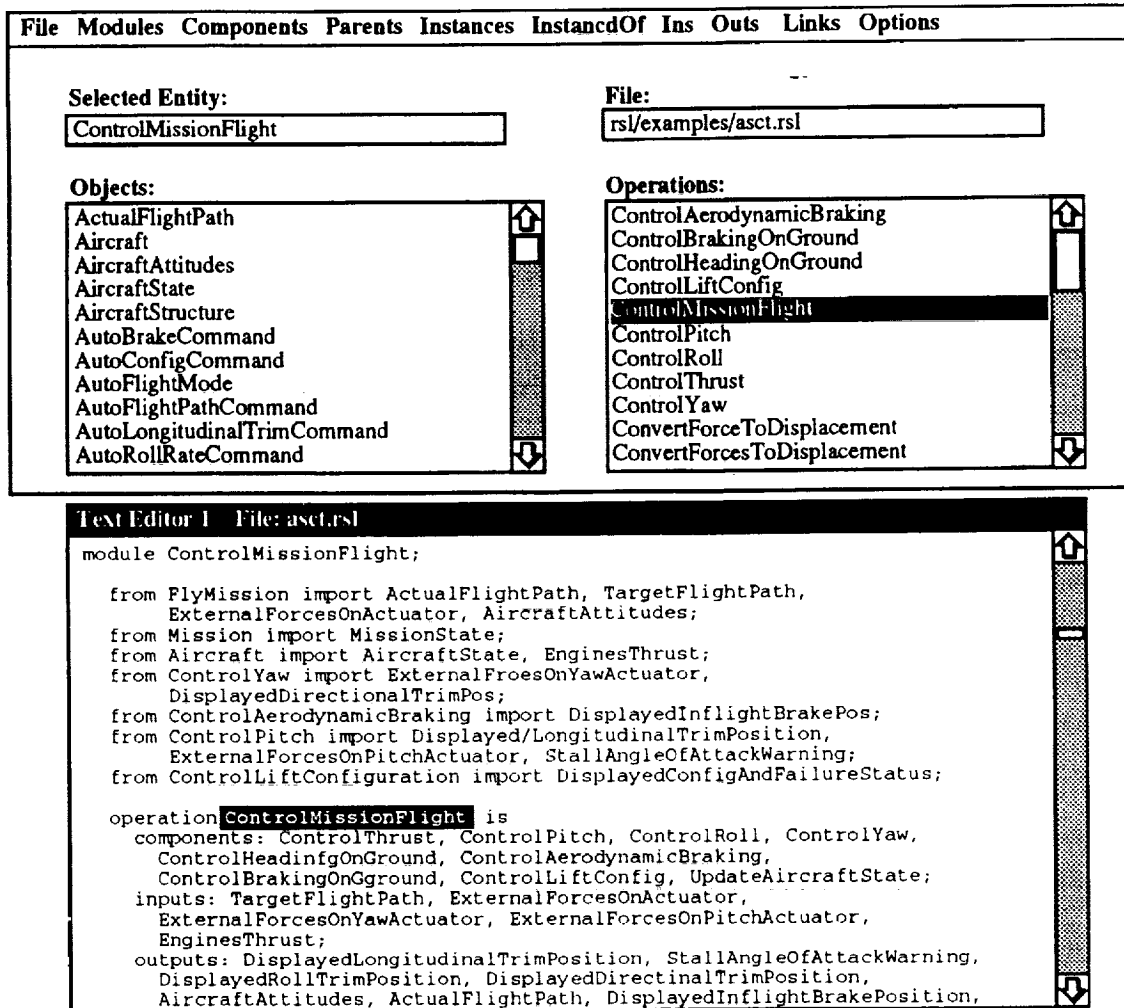 File Modules Components Parents Instances InstancdOf Ins Outs Links Options
Selected Entity:
ControlMissionFlight
File:
rsl/examples/asct.rsl
Objects:
ActualFlightPath
Aircraft
AircraftAttitudes
AircraftState
AircraftStructure
AutoBrakeCommand
AutoConfigCommand
AutoFlightMode
AutoFlightPathCommand
AutoLongitudinalTrimCommand
AutoRollRateCommand
Operations:
ControlAerodynamicBraking
ControlBrakingOnGround
ControlHeadingOnGround
ControlLiftConfig
ControlMissionFlight
ControlPitch
ControlRoll
ControlThrust
ControlYaw
ConvertForceToDisplacement
ConvertForcesToDisplacement
Text Editor 1 File: asct.rsl
module ControlMissionFlight;
from FlyMission import ActualFlightPath, TargetFlightPath,
ExternalForcesOnActuator, AircraftAttitudes;
from Mission import MissionState;
from Aircraft import AircraftState, EnginesThrust;
from ControlYaw import ExternalFroesOnYawActuator,
DisplayedDirectionalTrimPos;
from ControlAerodynamicBraking import DisplayedInflightBrakePos;
from ControlPitch import Displayed/LongitudinalTrimPosition,
ExternalForcesOnPitchActuator, StallAngleOfAttackWarning;
from ControlLiftConfiguration import DisplayedConfigAndFailureStatus;
operation ControlMissionFlight is
components: ControlThrust, ControlPitch, ControlRoll, ControlYaw,
ControlHeadinfgOnGround, ControlAerodynamicBraking,
ControlBrakingOnGground, ControlLiftConfig, UpdateAircraftState;
inputs: TargetFlightPath, ExternalForcesOnActuator,
ExternalForcesOnYawActuator, ExternalForcesOnPitchActuator,
EnginesThrust;
outputs: DisplayedLongitudinalTrimPosition, StallAngleOfAttackWarning,
DisplayedRollTrimPosition, DisplayedDirectinalTrimPosition,
AircraftAttitudes, ActualFlightPath, DisplayedInflightBrakePosition,